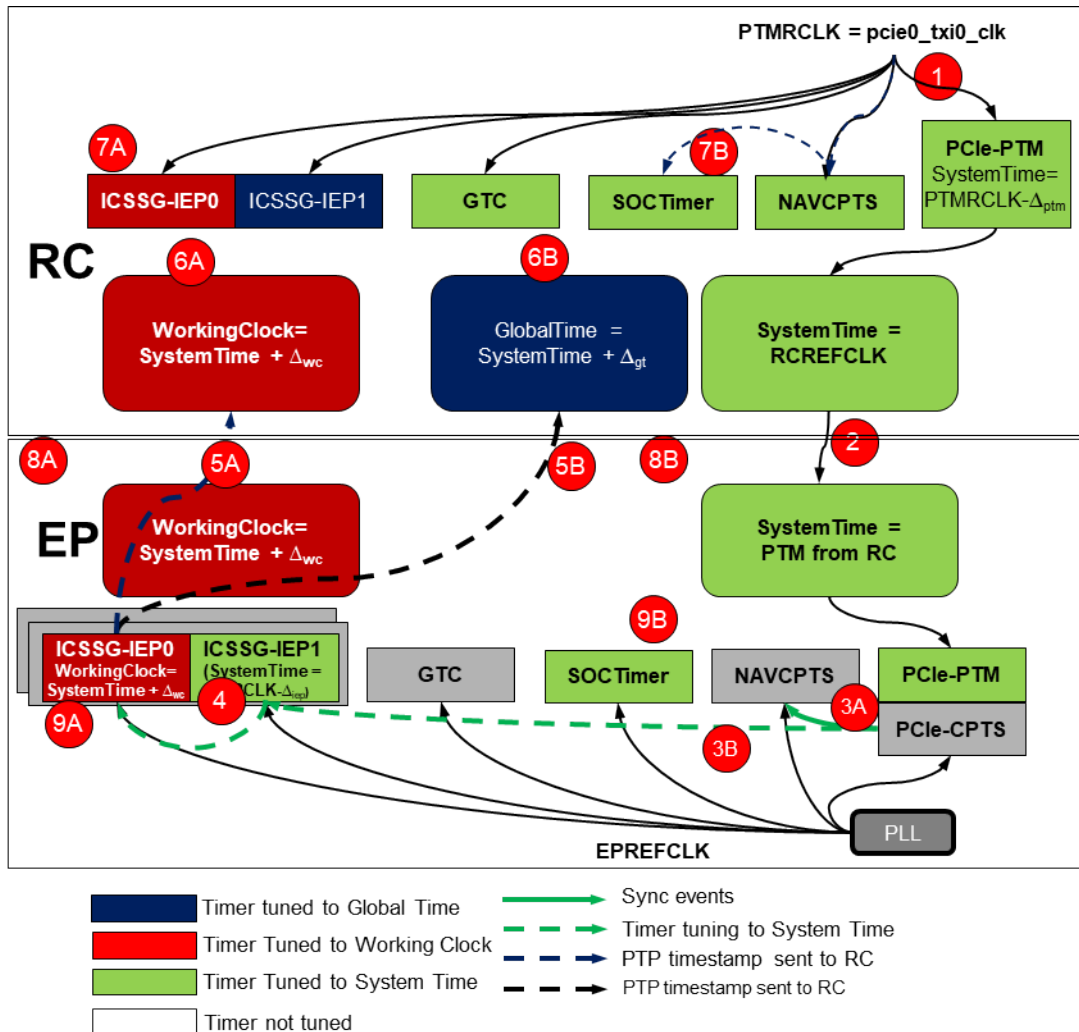 PTMRCLK = pcie0_txi0_clk
1
7A
7B
PCIe-PTM
SystemTime=
PTMRCLK-Δptm
ICSSG-IEP0
ICSSG-IEP1
GTC
SOCTimer
NAVCPTS
RC
6A
6B
WorkingClock=
SystemTime + Δwc
GlobalTime =
SystemTime + Δgt
SystemTime =
RCREFCLK
8A
5A
5B
8B
2
EP
WorkingClock=
SystemTime + Δwc
SystemTime =
PTM from RC
9B
ICSSG-IEP0
WorkingClock=
SystemTime + Δwc
ICSSG-IEP1
(SystemTime =
CLK-Δiep)
GTC
SOCTimer
NAVCPTS
PCIe-PTM
PCIe-CPTS
9A
4
3B
3A
PLL
EPREFCLK
Timer tuned to Global Time
Timer Tuned to Working Clock
Timer Tuned to System Time
Timer not tuned
Sync events
Timer tuning to System Time
PTP timestamp sent to RC
PTP timestamp sent to RC